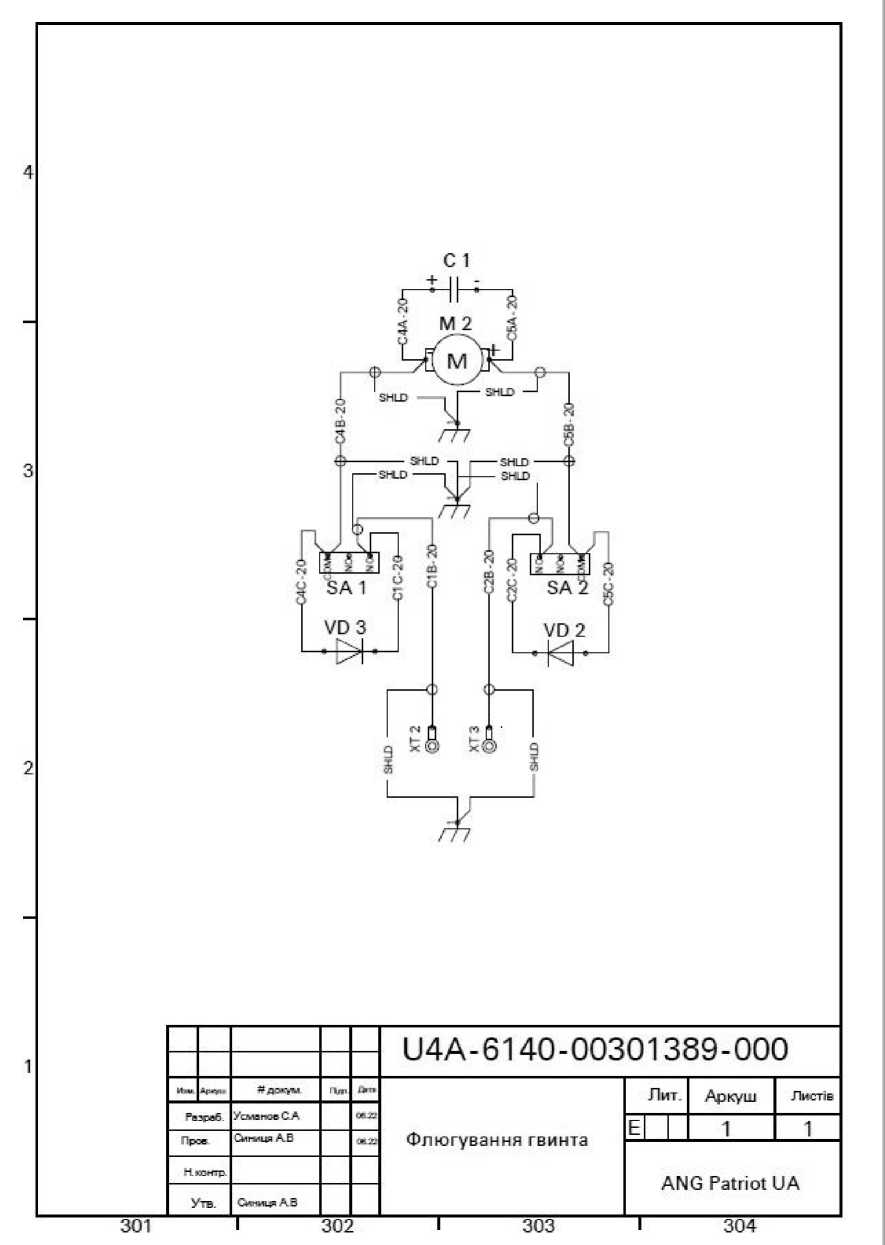 4
C 1
+ -
C4A-20
C5A-20
M 2
- +
M
SHLD
SHLD
1
C4B-20
C5B-20
SHLD
SHLD
SHLD
SHLD
1
COM
NO
NO
SA 1
NO
COM
SA 2
C4C-20
C1C-20
C1B-20
C2B-20
C2C-20
C5C-20
VD 3
VD 2
XT 2
XT 3
SHLD
SHLD
1
3
2
1
U4A-6140-00301389-000
Изм.
Аркуш
# докум.
Підп.
Дата
Разраб.
Усманов С.А
06.22
Пров.
Синиця А.В
06.22
Н.контр.
Утв.
Синиця А.В
Флюгування гвинта
Лит.
Аркуш
Листів
E
1
1
ANG Patriot UA
301
302
303
304